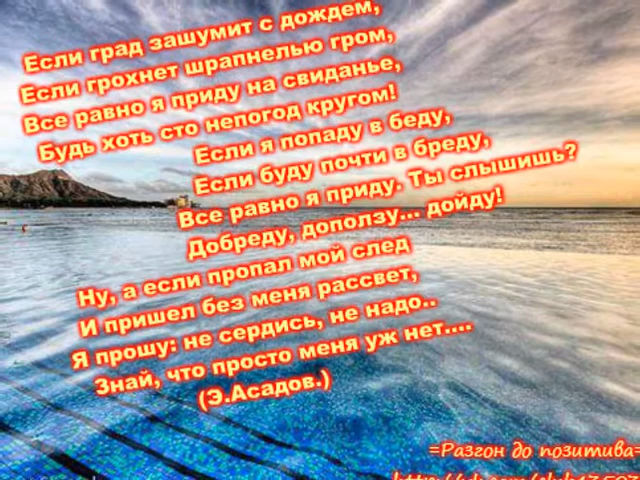 Если град зашумит с дождем,
Если грохнет шрапнелью гром,
Все равно я приду на свиданье,
Будь хоть сто непогод кругом!
Если я попаду в беду,
Если буду почти в бреду,
Все равно я приду. Ты слышишь?
Добреду, доползу... дойду!
Ну, а если пропал мой след
И пришел без меня рассвет,
Я прошу: не сердись, не надо..
Знай, что просто меня уж нет....
(Э.Асадов.)
=Разгон до позитива=